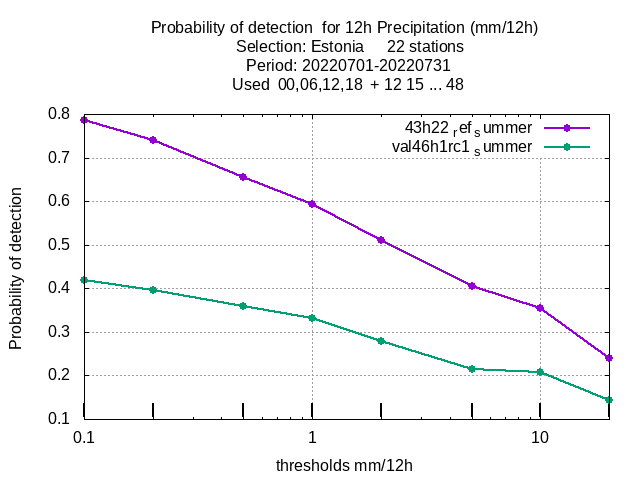 Probability of detection  for 12h Precipitation (mm/12h)
Selection: Estonia     22 stations
Period: 20220701-20220731
Used  00,06,12,18  + 12 15 ... 48
43h22 ref summer
val46h1rc1 summer
0.8
0.7
0.6
0.5
0.4
0.3
0.2
0.1
Probability of detection
0.1 1 10
thresholds mm/12h